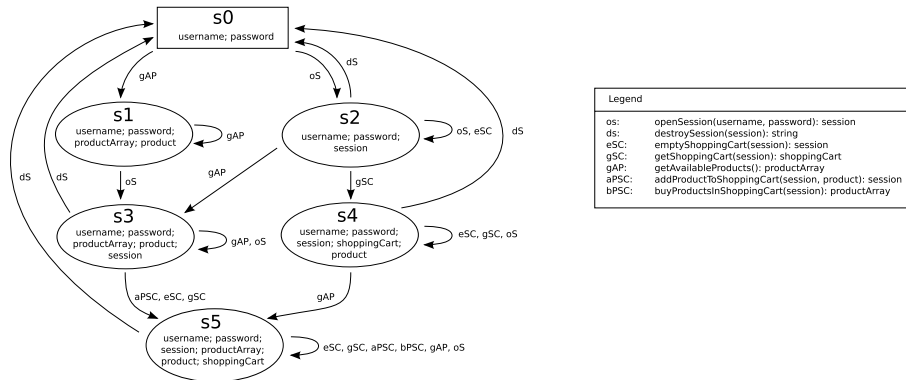 s0
username; password
gAP
oS
dS
s1
username; password;
productArray; product
gAP
s2
username; password;
session
oS, eSC
dS
dS
dS
oS
gAP
gSC
s3
username; password;
productArray; product;
session
gAP, oS
s4
username; password;
session; shoppingCart;
product
eSC, gSC, oS
aPSC, eSC, gSC
gAP
s5
username; password;
session; productArray;
product; shoppingCart
eSC, gSC, aPSC, bPSC, gAP, oS
Legend
os: openSession(username, password): session
ds: destroySession(session): string
eSC: emptyShoppingCart(session): session
gSC: getShoppingCart(session): shoppingCart
gAP: getAvailableProducts(): productArray
aPSC: addProductToShoppingCart(session, product): session
bPSC: buyProductsInShoppingCart(session): productArray